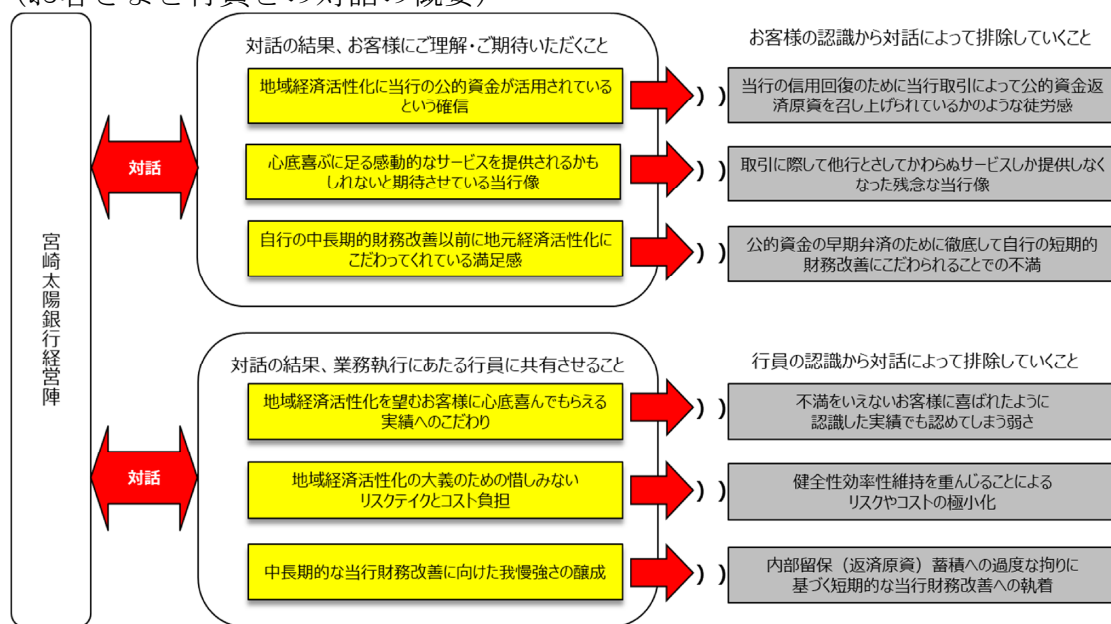 （お客さまと行員との対話の概要）
対話の結果、お客様にご理解・ご期待いただくこと
お客様の認識から対話によって排除していくこと
地域経済活性化に当行の公的資金が活用されている
という確信
））
当行の信用回復のために当行取引によって公的資金返
済原資を召し上げられているかのような徒労感
対話
心底喜ぶに足る感動的なサービスを提供されるかも
しれないと期待させている当行像
））
取引に際して他行とさしてかわらぬサービスしか提供しなく
なった残念な当行像
自行の中長期的財務改善以前に地元経済活性化に
こだわってくれている満足感
））
公的資金の早期弁済のために徹底して自行の短期的
財務改善にこだわられることでの不満
宮崎太陽銀行経営陣
対話の結果、業務執行にあたる行員に共有させること
行員の認識から対話によって排除していくこと
地域経済活性化を望むお客様に心底喜んでもらえる
実績へのこだわり
））
不満をいえないお客様に喜ばれたように
認識した実績でも認めてしまう弱さ
対話
地域経済活性化の大義のための惜しみない
リスクテイクとコスト負担
））
健全性効率性維持を重んじることによる
リスクやコストの極小化
中長期的な当行財務改善に向けた我慢強さの醸成
））
内部留保（返済原資）蓄積への過度な拘りに
基づく短期的な当行財務改善への執着